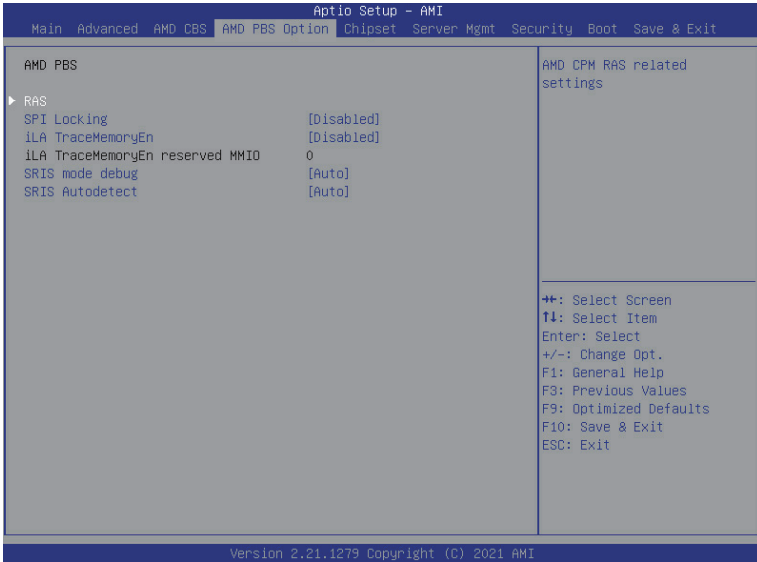 Aptio Setup - AMI
Main Advanced AMD CBS AMD PBS Option Chipset Server Mgmt Security Boot Save & Exit
AMD PBS
RAS
SPI Locking [Disabled]
iLA TraceMemoryEn [Disabled]
iLA TraceMemoryEn reserved MMIO 0
SRIS mode debug [Auto]
SRIS Autodetect [Auto]
AMD CPM RAS related
settings
→←: Select Screen
↑↓: Select Item
Enter: Select
+/-: Change Opt.
F1: General Help
F3: Previous Values
F9: Optimized Defaults
F10: Save & Exit
ESC: Exit
Version 2.21.1279 Copyright (C) 2021 AMI